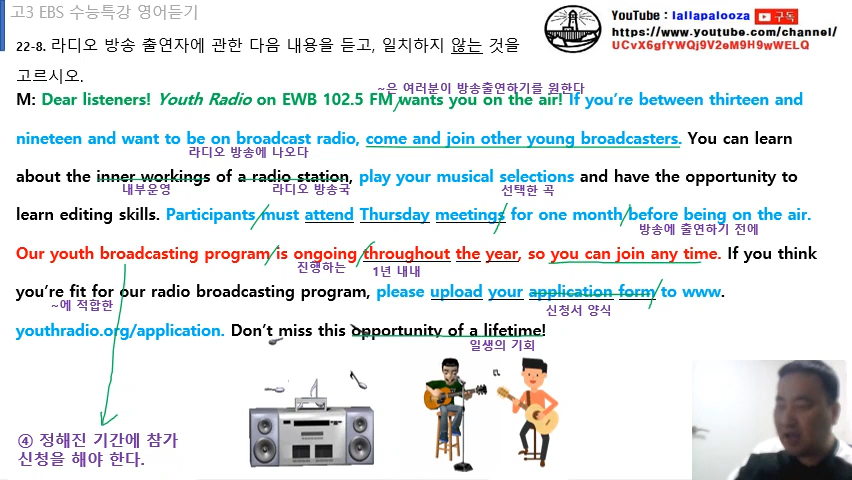 고3 EBS 수능특강 영어듣기
YouTube : lallapalooza 구독
https://www.youtube.com/channel/
UCvX6gfYWQj9V2eM9H9wWELQ
22-8. 라디오 방송 출연자에 관한 다음 내용을 듣고, 일치하지 않는 것을
고르시오.
~은 여러분이 방송출연하기를 원한다
M: Dear listeners! Youth Radio on EWB 102.5 FM wants you on the air! If you're between thirteen and
nineteen and want to be on broadcast radio, come and join other young broadcasters. You can learn
라디오 방송에 나오다
about the inner workings of a radio station, play your musical selections and have the opportunity to
내부운영 라디오 방송국 선택한 곡
learn editing skills. Participants must attend Thursday meetings for one month before being on the air.
방송에 출연하기 전에
Our youth broadcasting program is ongoing throughout the year, so you can join any time. If you think
진행하는 1년 내내
you're fit for our radio broadcasting program, please upload your application form to www.
~에 적합한 신청서 양식
youthradio.org/application. Don't miss this opportunity of a lifetime!
일생의 기회
④ 정해진 기간에 참가
신청을 해야 한다.